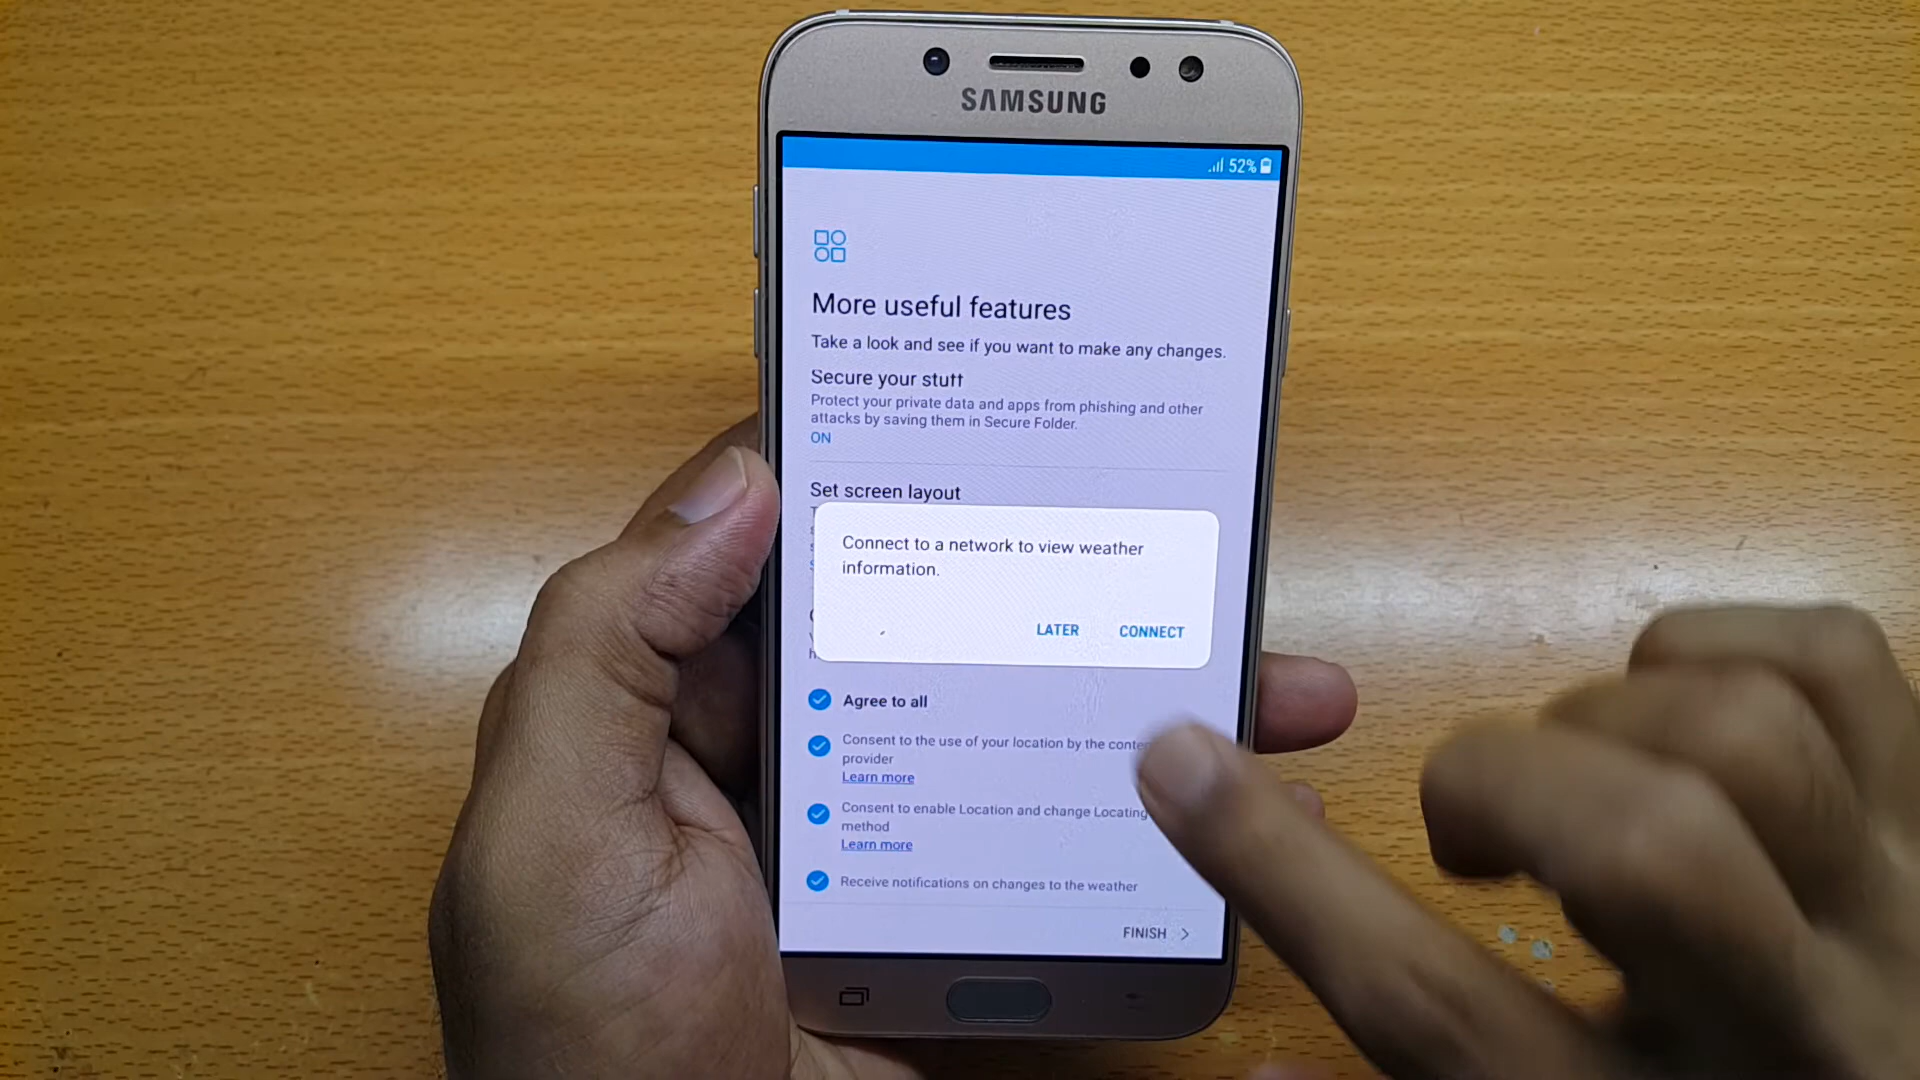 SAMSUNG
52%
More useful features
Take a look and see if you want to make any changes.
Secure your stuff
Protect your private data and apps from phishing and other
attacks by saving them in Secure Folder.
ON
Set screen layout
Connect to a network to view weather
information.
LATER CONNECT
Agree to all
Consent to the use of your location by the
provider
Learn more
Consent to enable Location and change Locating
method
Learn more
Receive notifications on changes to the weather
FINISH >